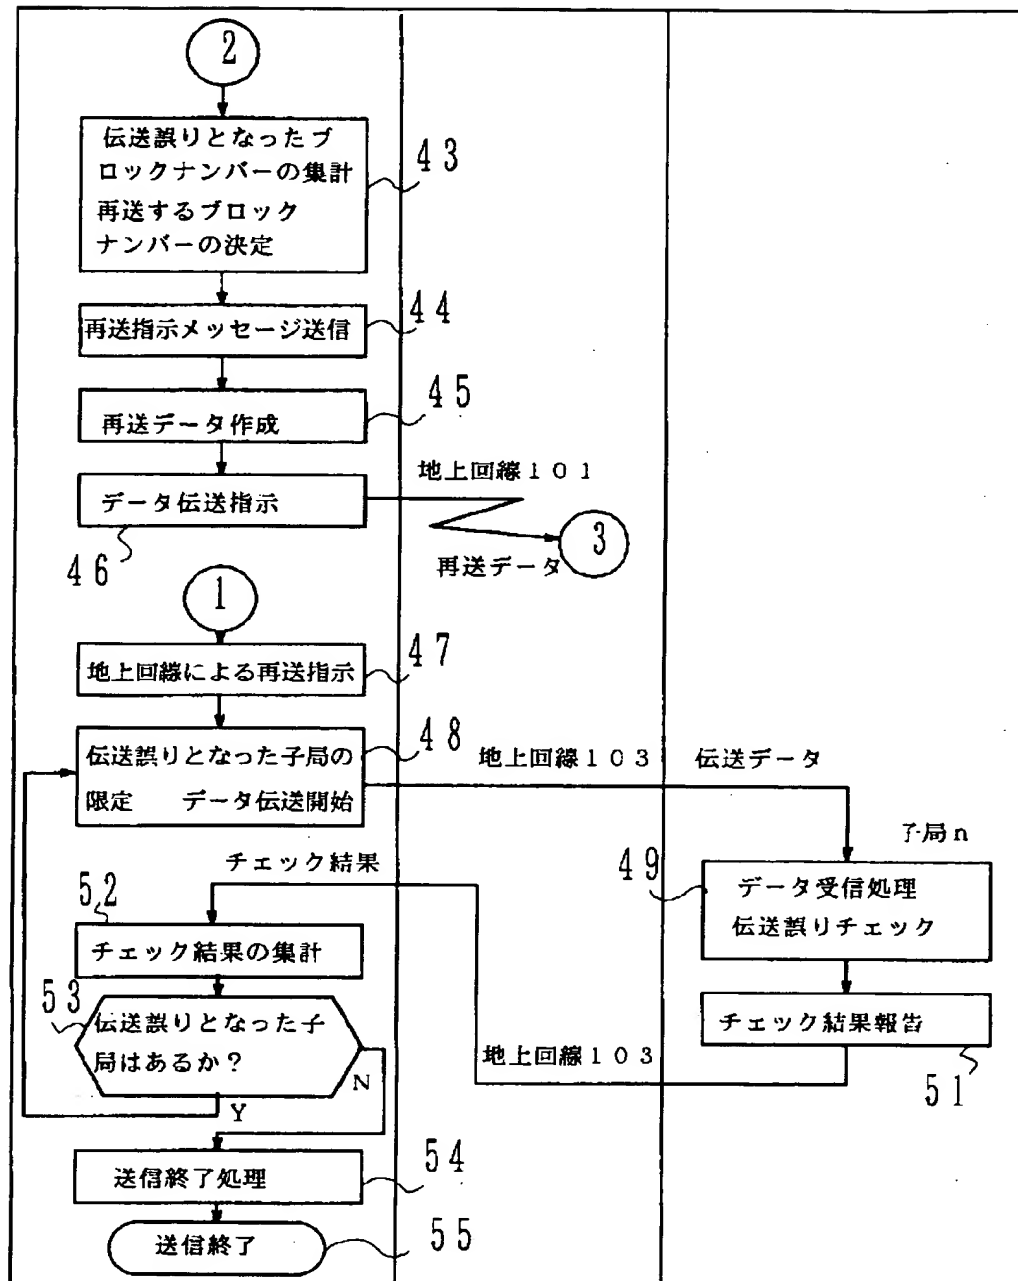 2
伝送誤りとなったブ
ロックナンバーの集計
再送するブロック
ナンバーの決定
43
再送指示メッセージ送信
44
再送データ作成
45
データ伝送指示
46
地上回線101
再送データ
3
1
地上回線による再送指示
47
伝送誤りとなった子局の
限定 データ伝送開始
48
地上回線103
伝送データ
子局n
49
データ受信処理
伝送誤りチェック
チェック結果報告
51
地上回線103
チェック結果
52
チェック結果の集計
53
伝送誤りとなった子
局はあるか?
N
Y
送信終了処理
54
送信終了
55